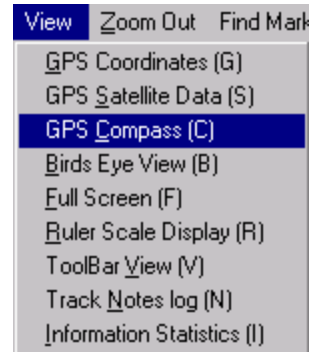 View Zoom Out Find Mark
GPS Coordinates (G)
GPS Satellite Data (S)
GPS Compass (C)
Birds Eye View (B)
Full Screen (F)
Ruler Scale Display (R)
ToolBar View (V)
Track Notes log (N)
Information Statistics (I)